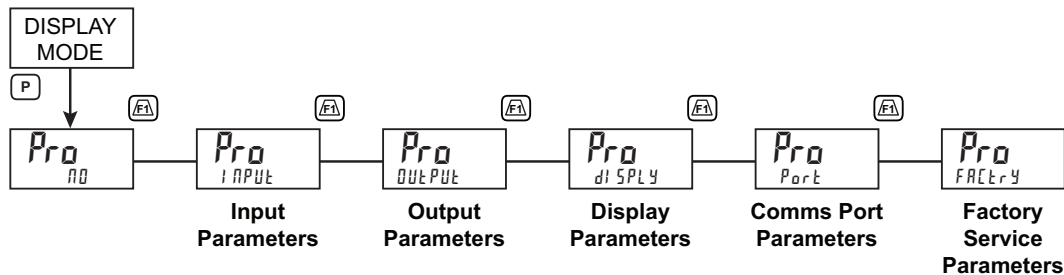 DISPLAY
MODE
P
F1
F1
F1
F1
F1
Pro
NO
Pro
INPUt
Pro
OUtPUt
Pro
dISPLY
Pro
Port
Pro
FACtrY
Input
Parameters
Output
Parameters
Display
Parameters
Comms Port
Parameters
Factory
Service
Parameters